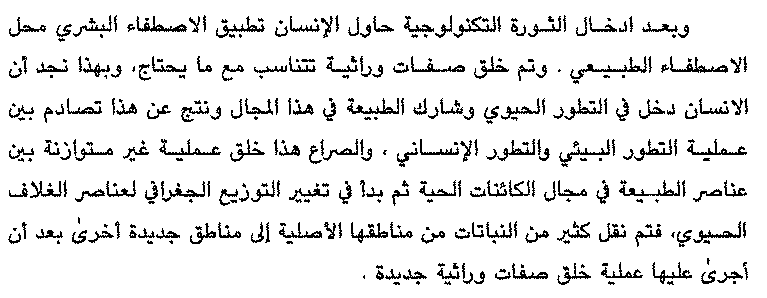 وبعد ادخال الثورة التكنولوجية حاول الإنسان تطبيق الاصطفاء البشري محل
الاصطفاء الطبيعي . وتم خلق صفات وراثية تتناسب مع ما يحتاج، وبهذا نجد أن
الانسان دخل في التطور الحيوي وشارك الطبيعة في هذا المجال ونتج عن هذا تصادم بين
عملية التطور البيئي والتطور الإنساني ، والصراع هذا خلق عملية غير متوازنة بين
عناصر الطبيعة في مجال الكائنات الحية ثم بدأ في تغيير التوزيع الجغرافي لعناصر الغلاف
الحيوي، فتم نقل كثير من النباتات من مناطقها الأصلية إلى مناطق جديدة أخرىٰ بعد أن
أجرىٰ عليها عملية خلق صفات وراثية جديدة .